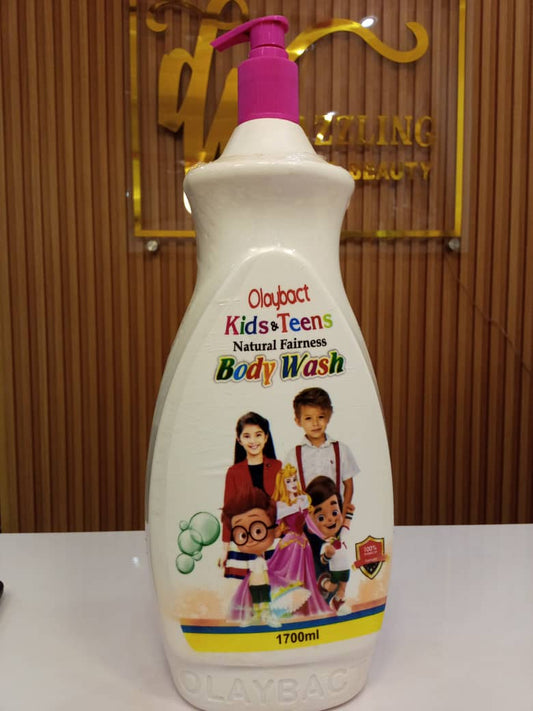 ZZLING
BEAUTY
Olaybact
Kids & Teens
Natural Fairness
Body Wash
100%
1700ml
OLAYBACT